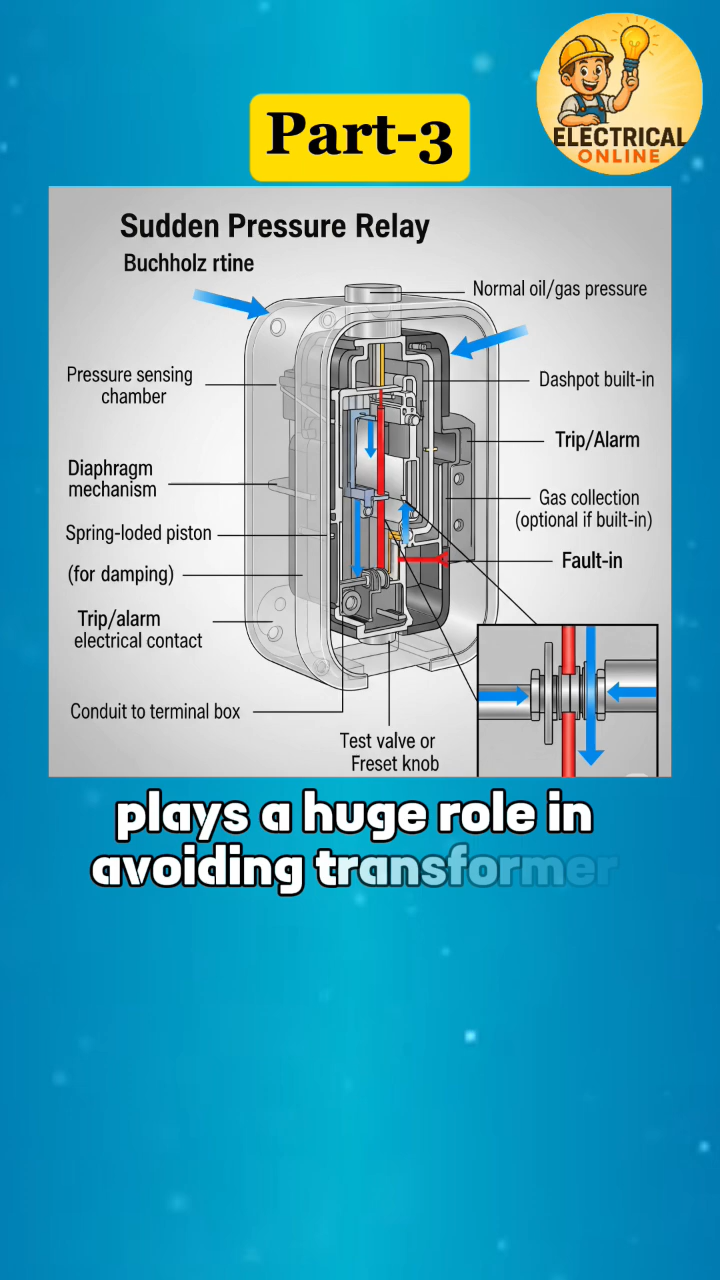 Part-3
ELECTRICAL
ONLINE
Sudden Pressure Relay
Buchholz rtine
Normal oil/gas pressure
Pressure sensing
chamber
Dashpot built-in
Trip/Alarm
Diaphragm
mechanism
Gas collection
(optional if built-in)
Spring-loded piston
(for damping)
Fault-in
Trip/alarm
electrical contact
Conduit to terminal box
Test valve or
Freset knob
plays a huge role in
avoiding transformer